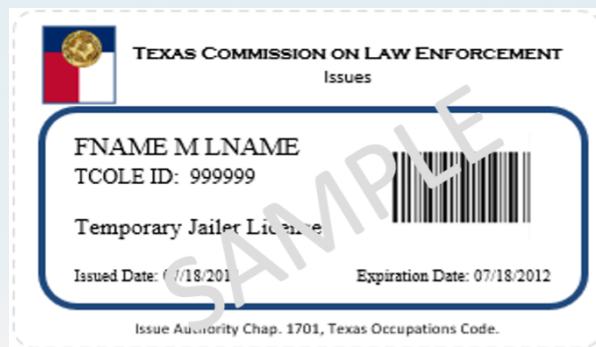 TEXAS COMMISSION ON LAW ENFORCEMENT
Issues
FNAME M LNAME
TCOLE ID: 999999
Temporary Jailer License
Issued Date:
Expiration Date: 07/18/2012
Issue Authority Chap. 1701, Texas Occupations Code.
SAMPLE